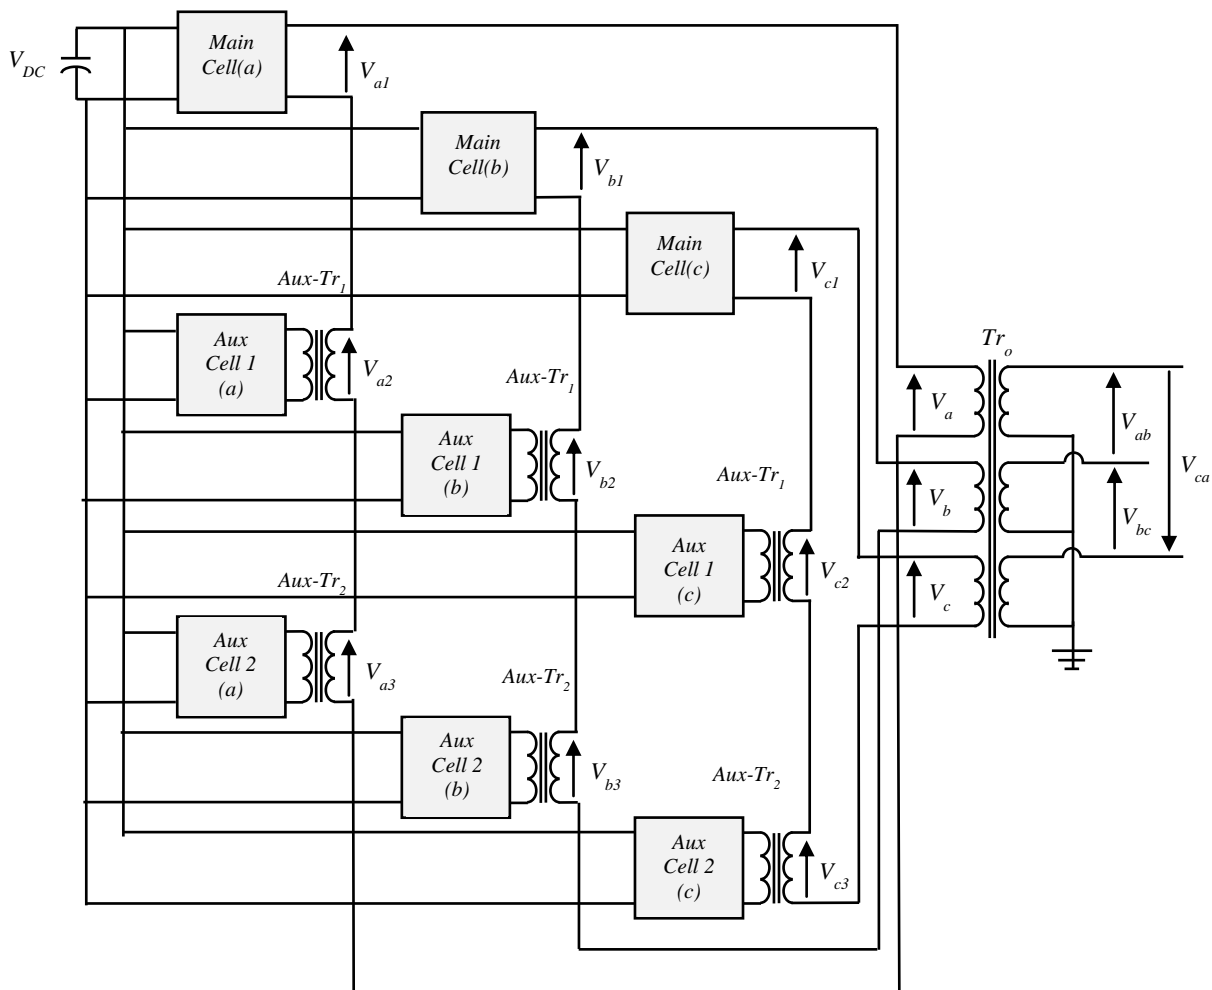 Main
Cell(a)
V_DC
V_a1
Main
Cell(b)
V_b1
Main
Cell(c)
V_c1
Aux-Tr_1
Aux
Cell 1
(a)
V_a2
Aux-Tr_1
Tr_o
V_a
V_ab
Aux
Cell 1
(b)
V_b2
Aux-Tr_1
V_ca
V_b
V_bc
Aux
Cell 1
(c)
V_c2
Aux-Tr_2
V_c
Aux
Cell 2
(a)
V_a3
Aux-Tr_2
Aux
Cell 2
(b)
V_b3
Aux-Tr_2
Aux
Cell 2
(c)
V_c3